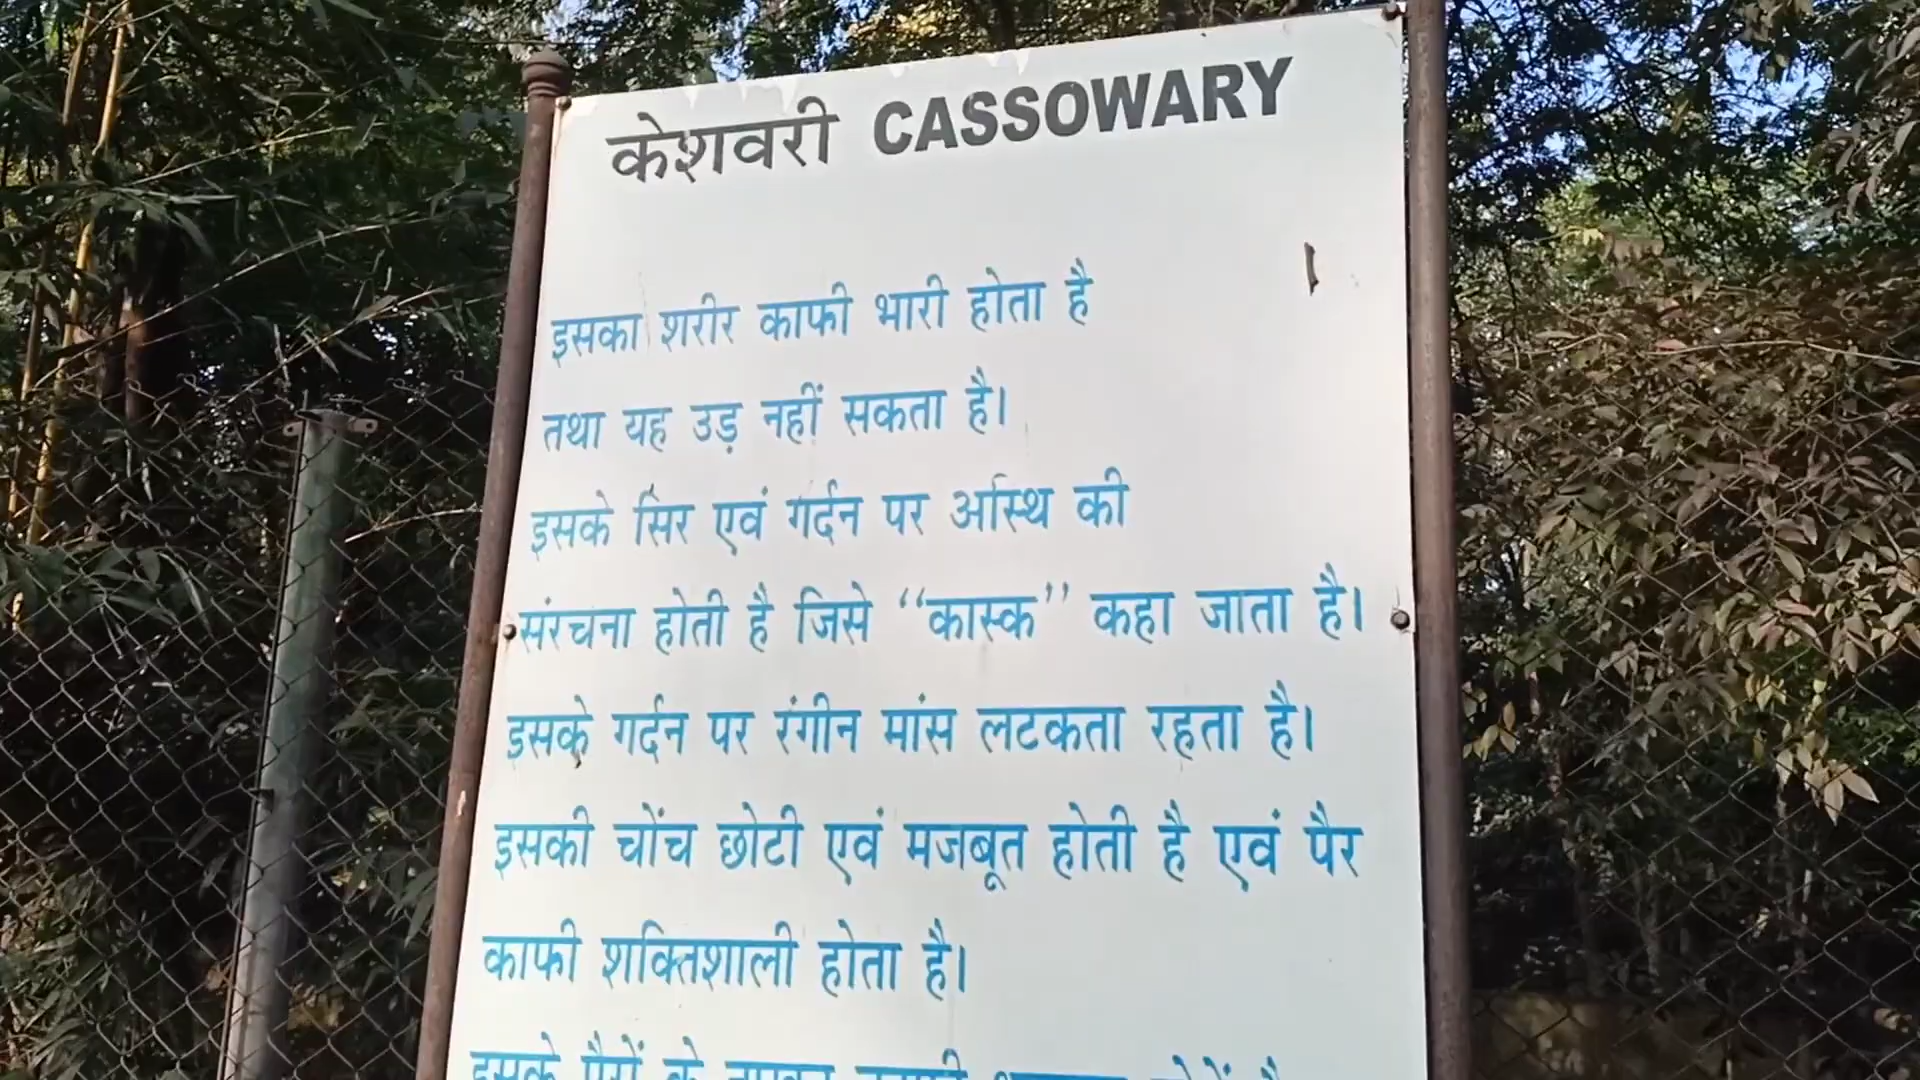 केशवरी CASSOWARY
इसका शरीर काफी भारी होता है
तथा यह उड़ नहीं सकता है।
इसके सिर एवं गर्दन पर अस्थि की
संरचना होती है जिसे “कास्क” कहा जाता है।
इसके गर्दन पर रंगीन मांस लटकता रहता है।
इसकी चोंच छोटी एवं मजबूत होती है एवं पैर
काफी शक्तिशाली होता है।
इसके पैरों के